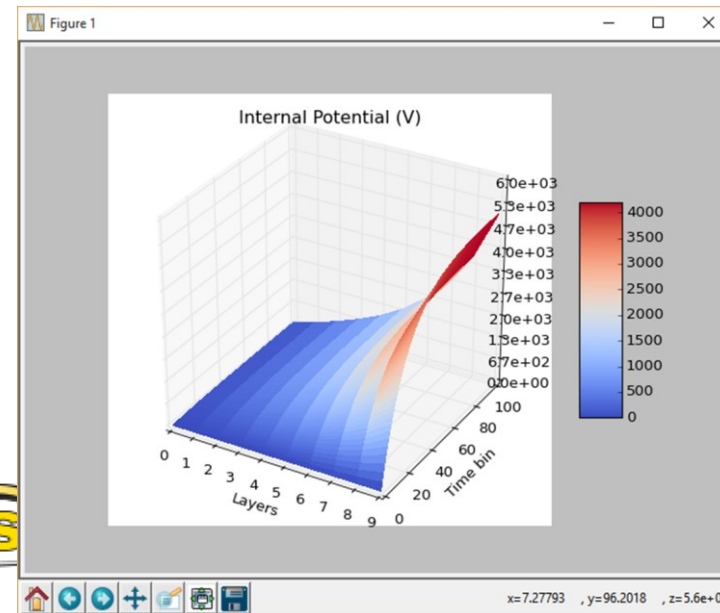 Figure 1
Internal Potential (V)
6.0e+03
5.3e+03
4.7e+03
4.0e+03
3.3e+03
2.7e+03
2.0e+03
1.3e+03
6.7e+02
0.0e+00
4000
3500
3000
2500
2000
1500
1000
500
0
100
80
60
40
20
0
Time bin
0 1 2 3 4 5 6 7 8 9
Layers
x=7.27793 , y=96.2018 , z=5.6e+0